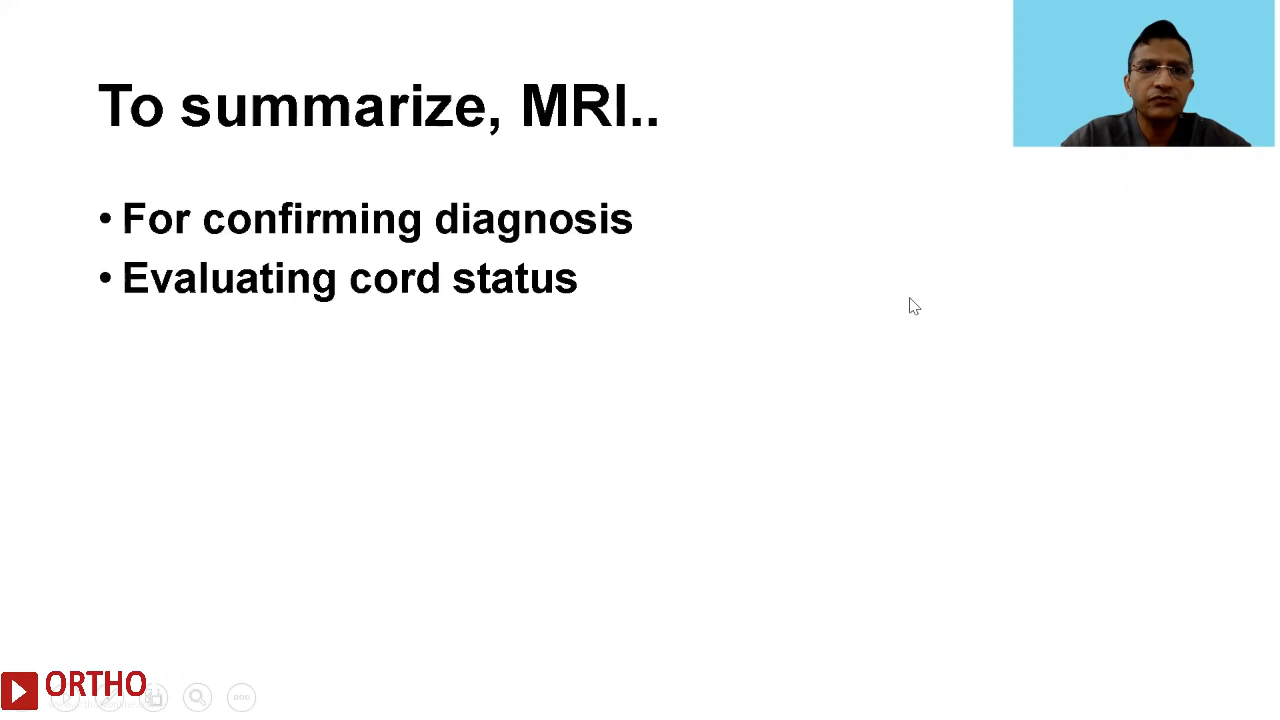 To summarize, MRI..
• For confirming diagnosis
• Evaluating cord status
ORTHO